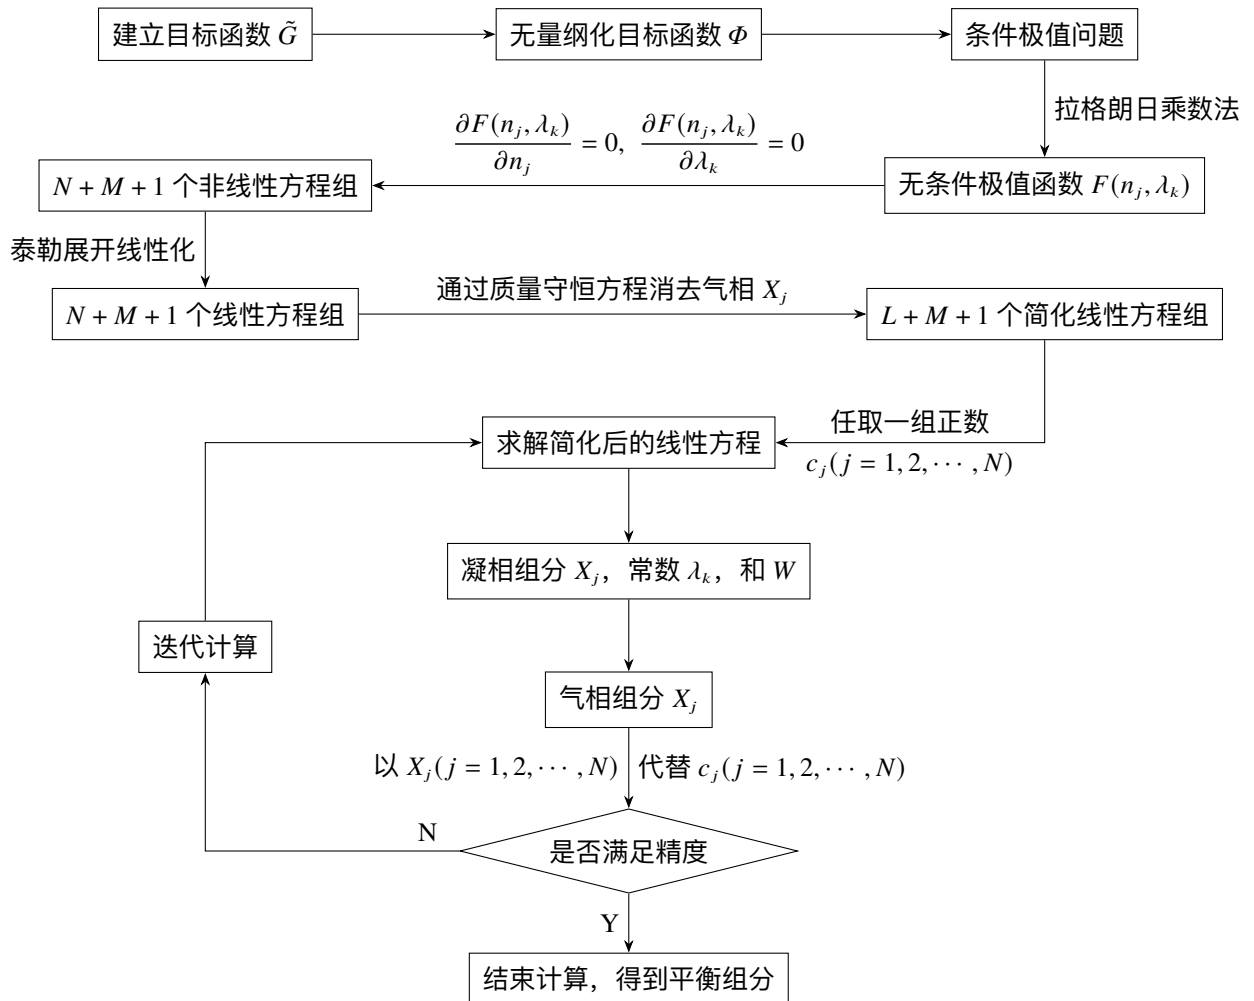 建立目标函数 G̃
无量纲化目标函数 Φ
条件极值问题
拉格朗日乘数法
∂F(n_j, λ_k)/∂n_j = 0, ∂F(n_j, λ_k)/∂λ_k = 0
N + M + 1 个非线性方程组
无条件极值函数 F(n_j, λ_k)
泰勒展开线性化
通过质量守恒方程消去气相 X_j
N + M + 1 个线性方程组
L + M + 1 个简化线性方程组
任取一组正数
求解简化后的线性方程
c_j(j = 1, 2, ⋯ , N)
凝相组分 X_j，常数 λ_k，和 W
迭代计算
气相组分 X_j
以 X_j(j = 1, 2, ⋯ , N) 代替 c_j(j = 1, 2, ⋯ , N)
N
是否满足精度
Y
结束计算，得到平衡组分